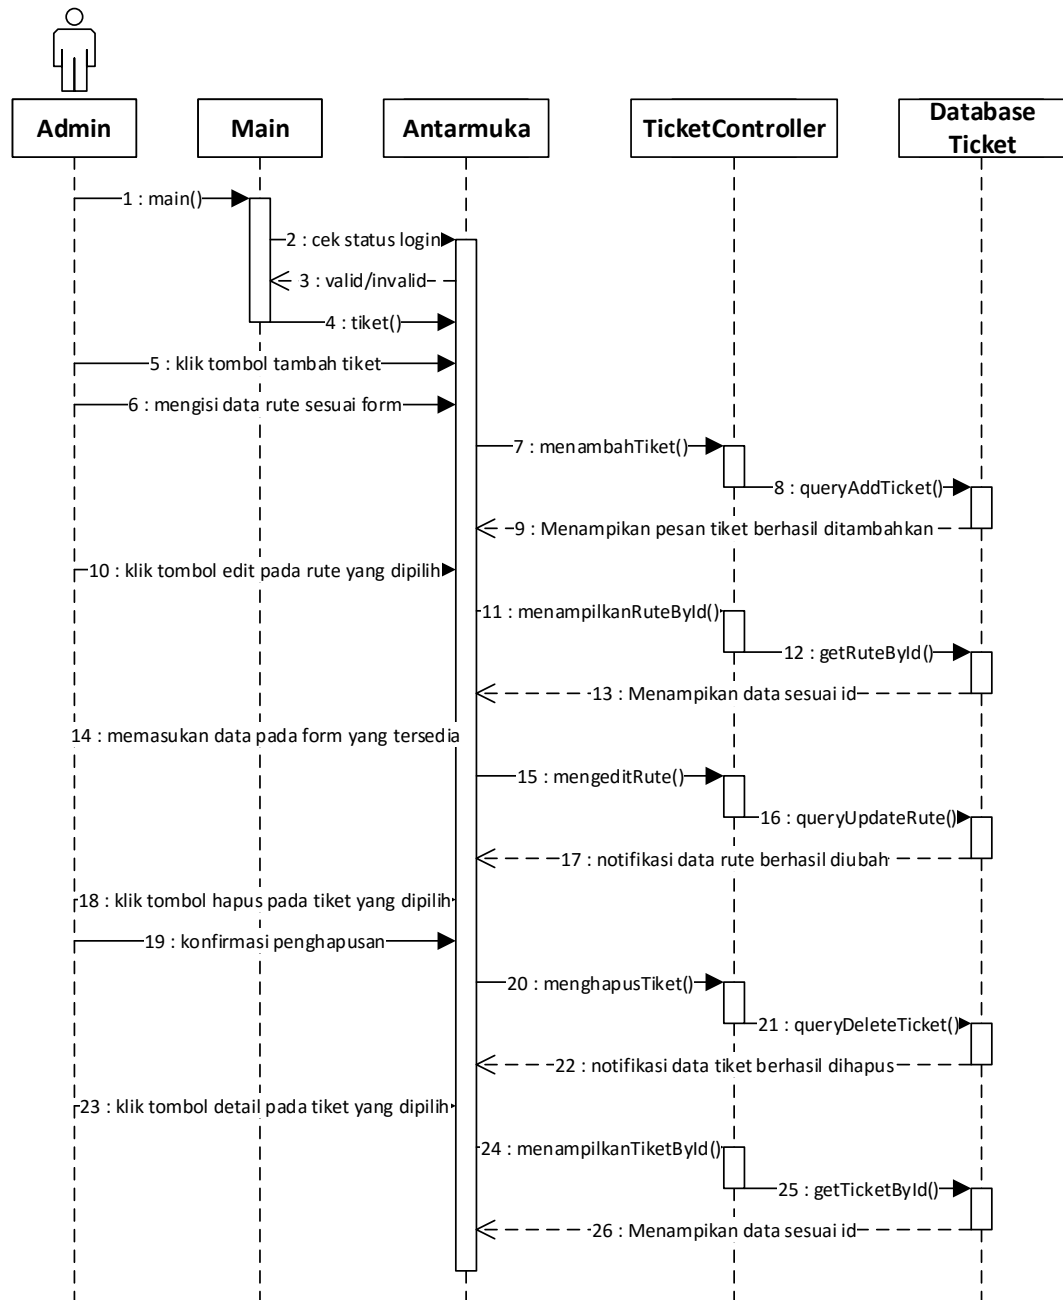 Admin
Main
Antarmuka
TicketController
Database
Ticket
1 : main()
2 : cek status login
3 : valid/invalid
4 : tiket()
5 : klik tombol tambah tiket
6 : mengisi data rute sesuai form
7 : menambahTiket()
8 : queryAddTicket()
9 : Menampikan pesan tiket berhasil ditambahkan
10 : klik tombol edit pada rute yang dipilih
11 : menampilkanRuteById()
12 : getRuteById()
13 : Menampikan data sesuai id
14 : memasukan data pada form yang tersedia
15 : mengeditRute()
16 : queryUpdateRute()
17 : notifikasi data rute berhasil diubah
18 : klik tombol hapus pada tiket yang dipilih
19 : konfirmasi penghapusan
20 : menghapusTiket()
21 : queryDeleteTicket()
22 : notifikasi data tiket berhasil dihapus
23 : klik tombol detail pada tiket yang dipilih
24 : menampilkanTiketById()
25 : getTicketById()
26 : Menampikan data sesuai id